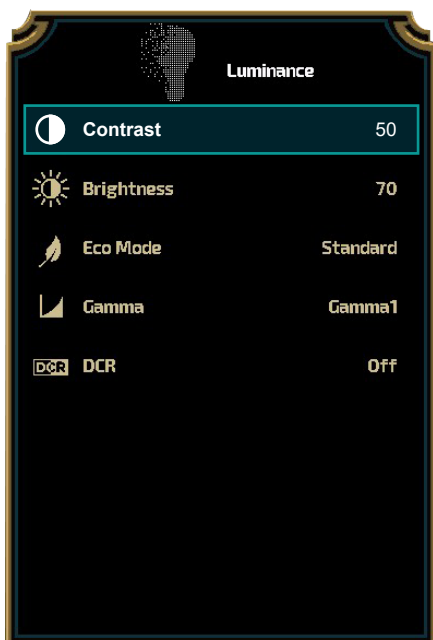 Luminance
Contrast 50
Brightness 70
Eco Mode Standard
Gamma Gamma1
DCR DCR Off